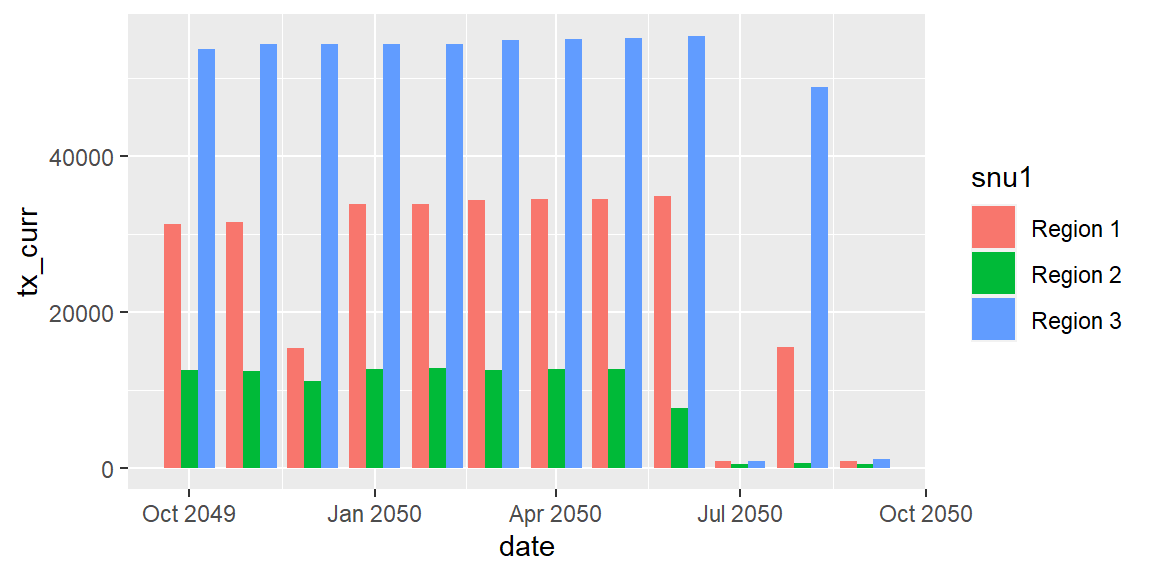 tx_curr
40000
20000
0
Oct 2049
Jan 2050
Apr 2050
Jul 2050
Oct 2050
date
snu1
Region 1
Region 2
Region 3